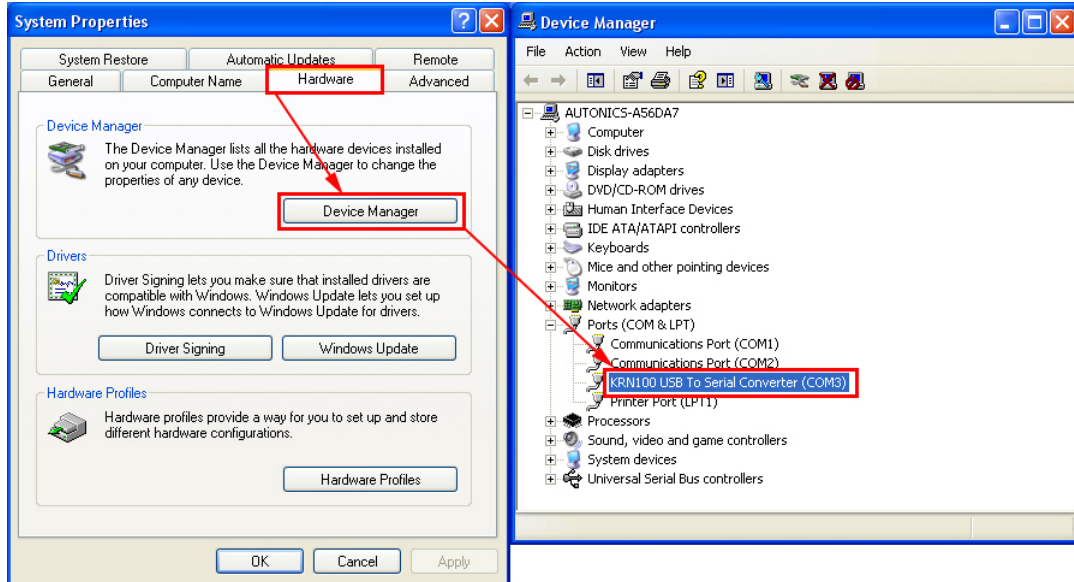 System Properties
System Restore Automatic Updates Remote
General Computer Name Hardware Advanced
Device Manager
The Device Manager lists all the hardware devices installed
on your computer. Use the Device Manager to change the
properties of any device.
Device Manager
Drivers
Driver Signing lets you make sure that installed drivers are
compatible with Windows. Windows Update lets you set up
how Windows connects to Windows Update for drivers.
Driver Signing Windows Update
Hardware Profiles
Hardware profiles provide a way for you to set up and store
different hardware configurations.
Hardware Profiles
OK Cancel Apply
Device Manager
File Action View Help
AUTONICS-A56DA7
Computer
Disk drives
Display adapters
DVD/CD-ROM drives
Human Interface Devices
IDE ATA/ATAPI controllers
Keyboards
Mice and other pointing devices
Monitors
Network adapters
Ports (COM & LPT)
Communications Port (COM1)
Communications Port (COM2)
KRN100 USB To Serial Converter (COM3)
Printer Port (LPT1)
Processors
Sound, video and game controllers
System devices
Universal Serial Bus controllers